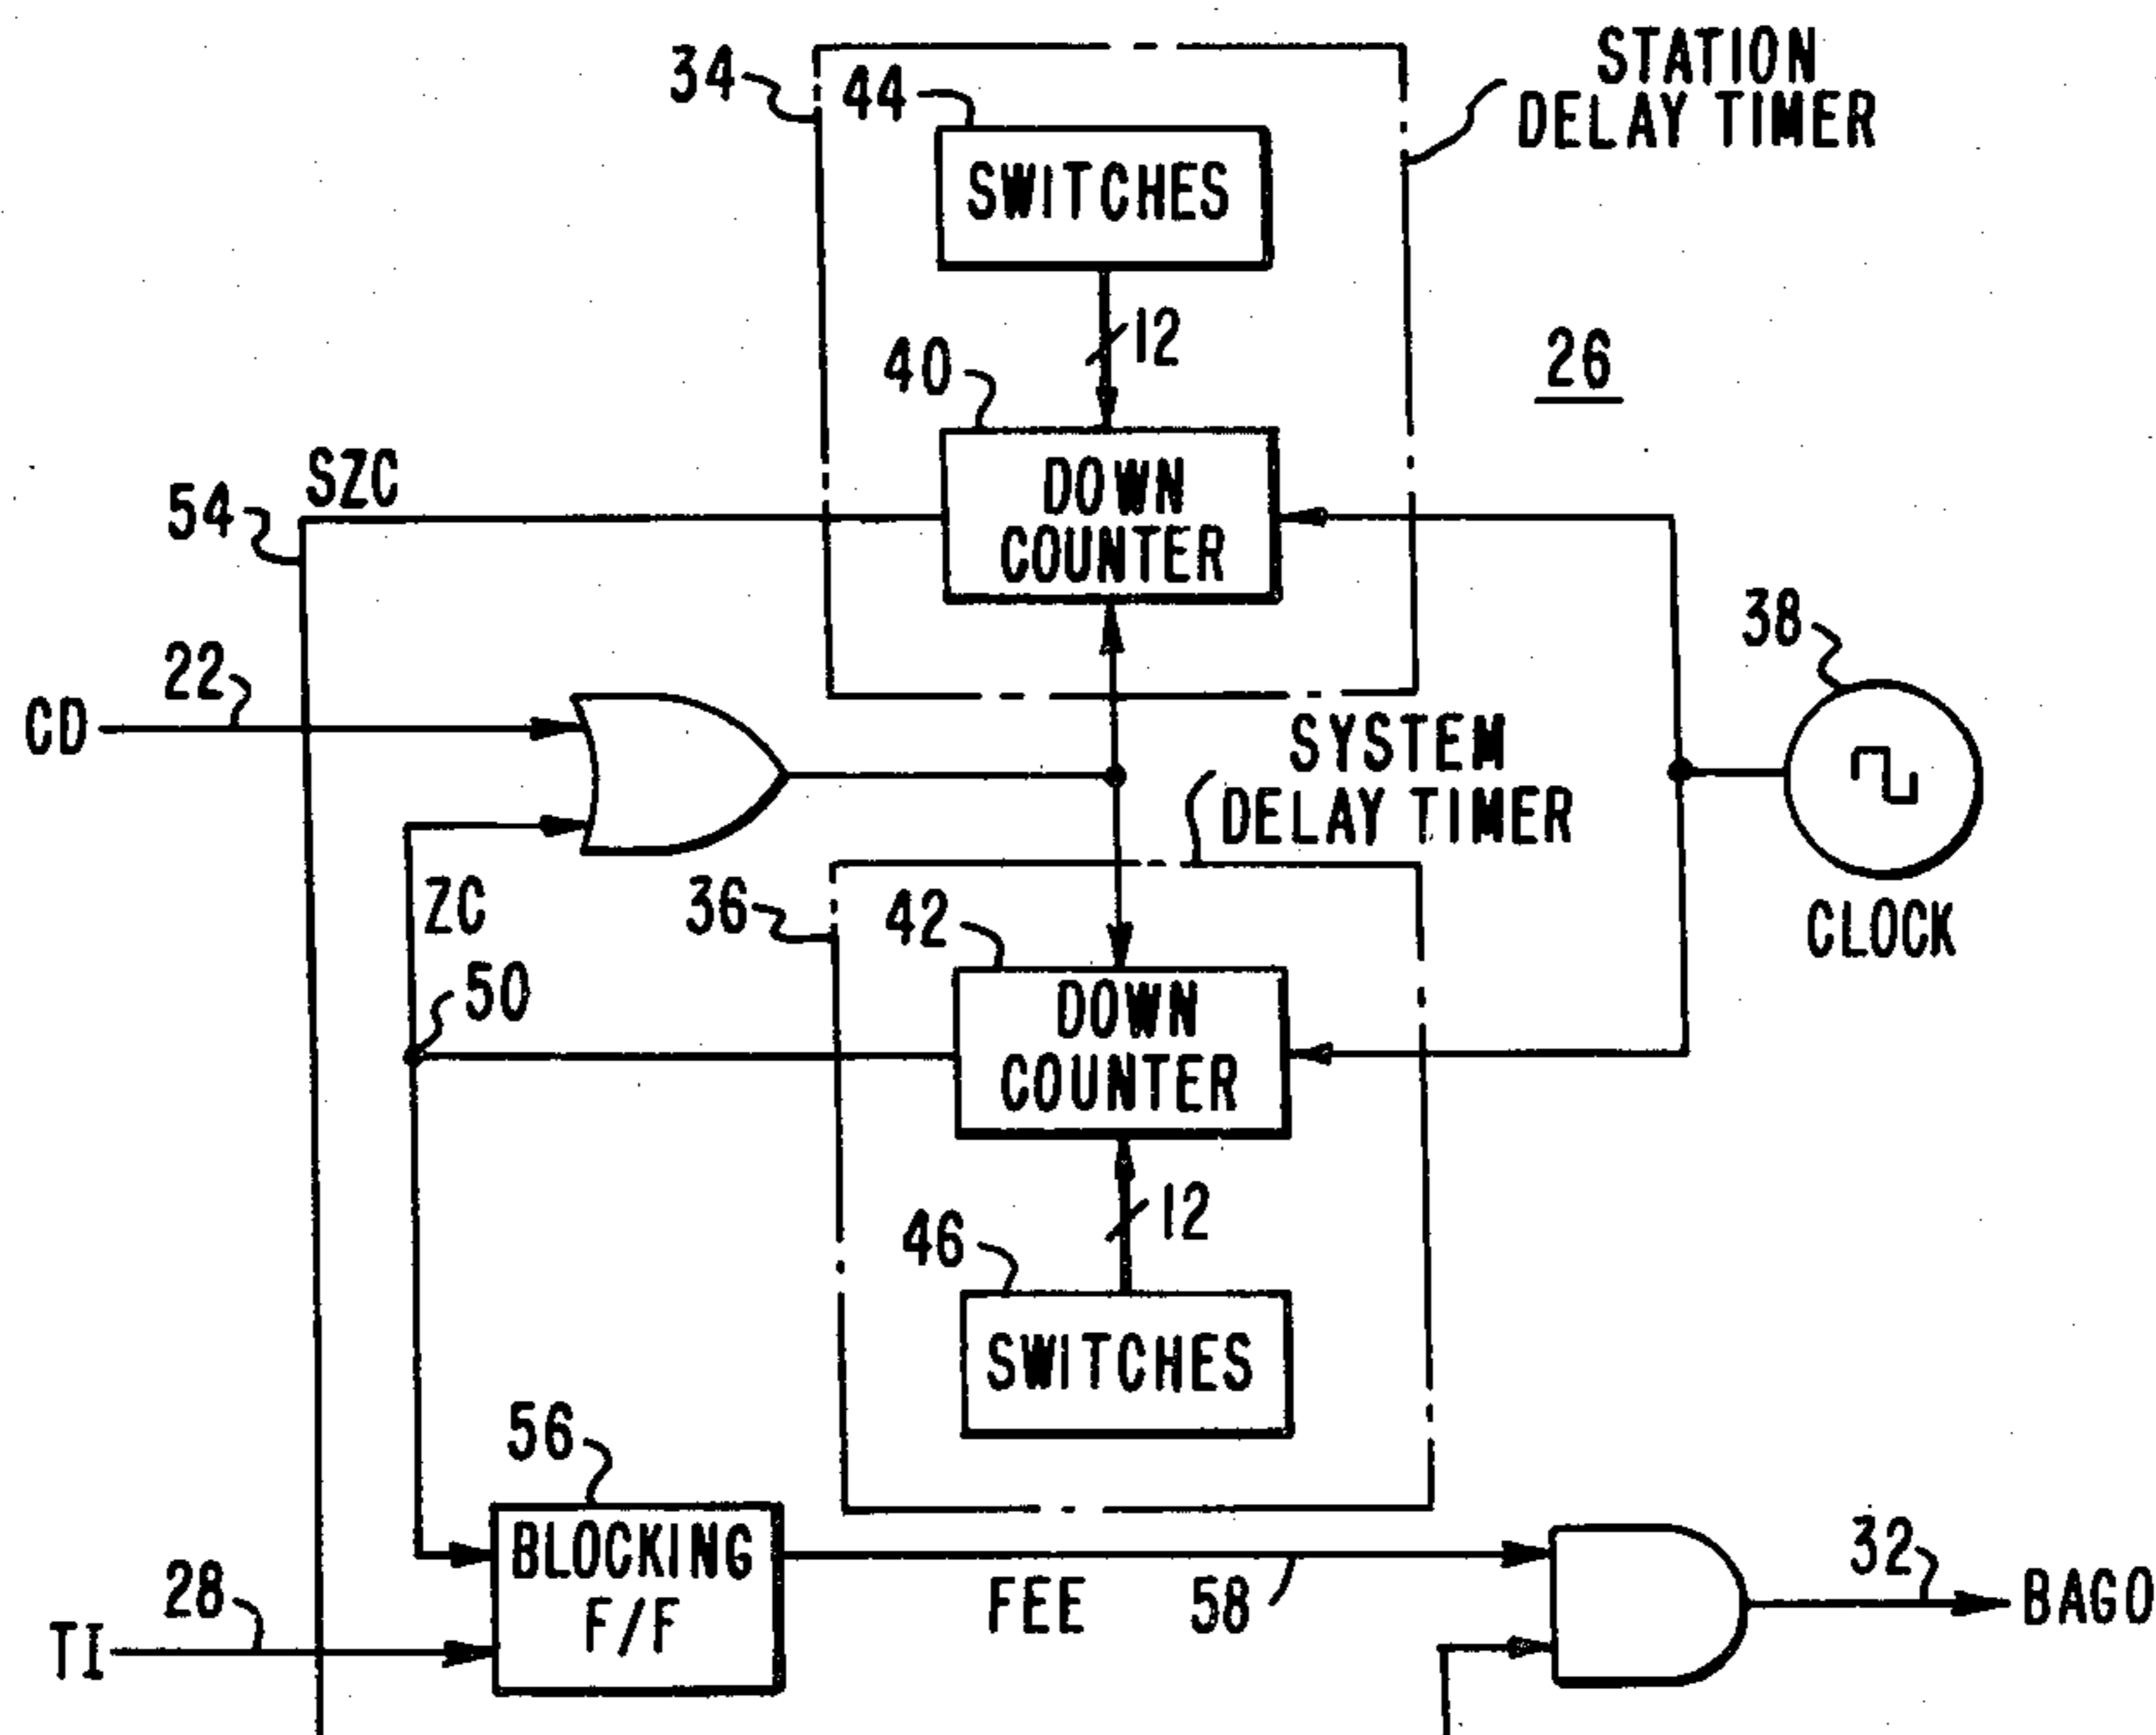 34
44
STATION
DELAY TIMER
SWITCHES
12
26
40
SZC
54
DOWN
COUNTER
38
22
CD
SYSTEM
DELAY TIMER
ZC
36
42
CLOCK
50
DOWN
COUNTER
12
46
SWITCHES
56
BLOCKING
F/F
28
TI
FEE
58
32
BAGO